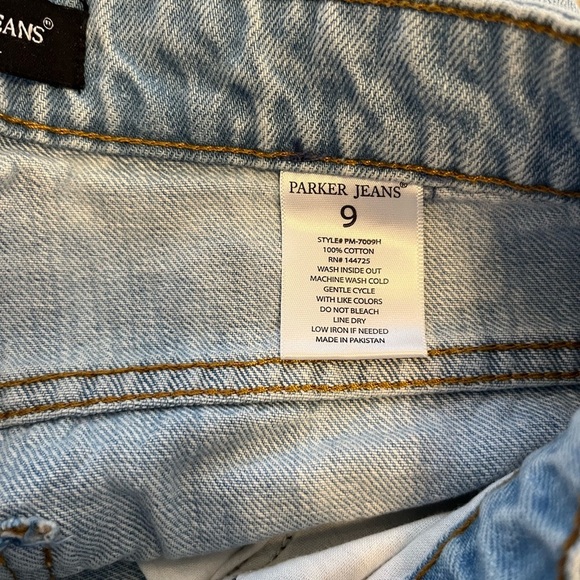 EANS®
PARKER JEANS®
9
STYLE# PM-7009H
100% COTTON
RN# 144725
WASH INSIDE OUT
MACHINE WASH COLD
GENTLE CYCLE
WITH LIKE COLORS
DO NOT BLEACH
LINE DRY
LOW IRON IF NEEDED
MADE IN PAKISTAN